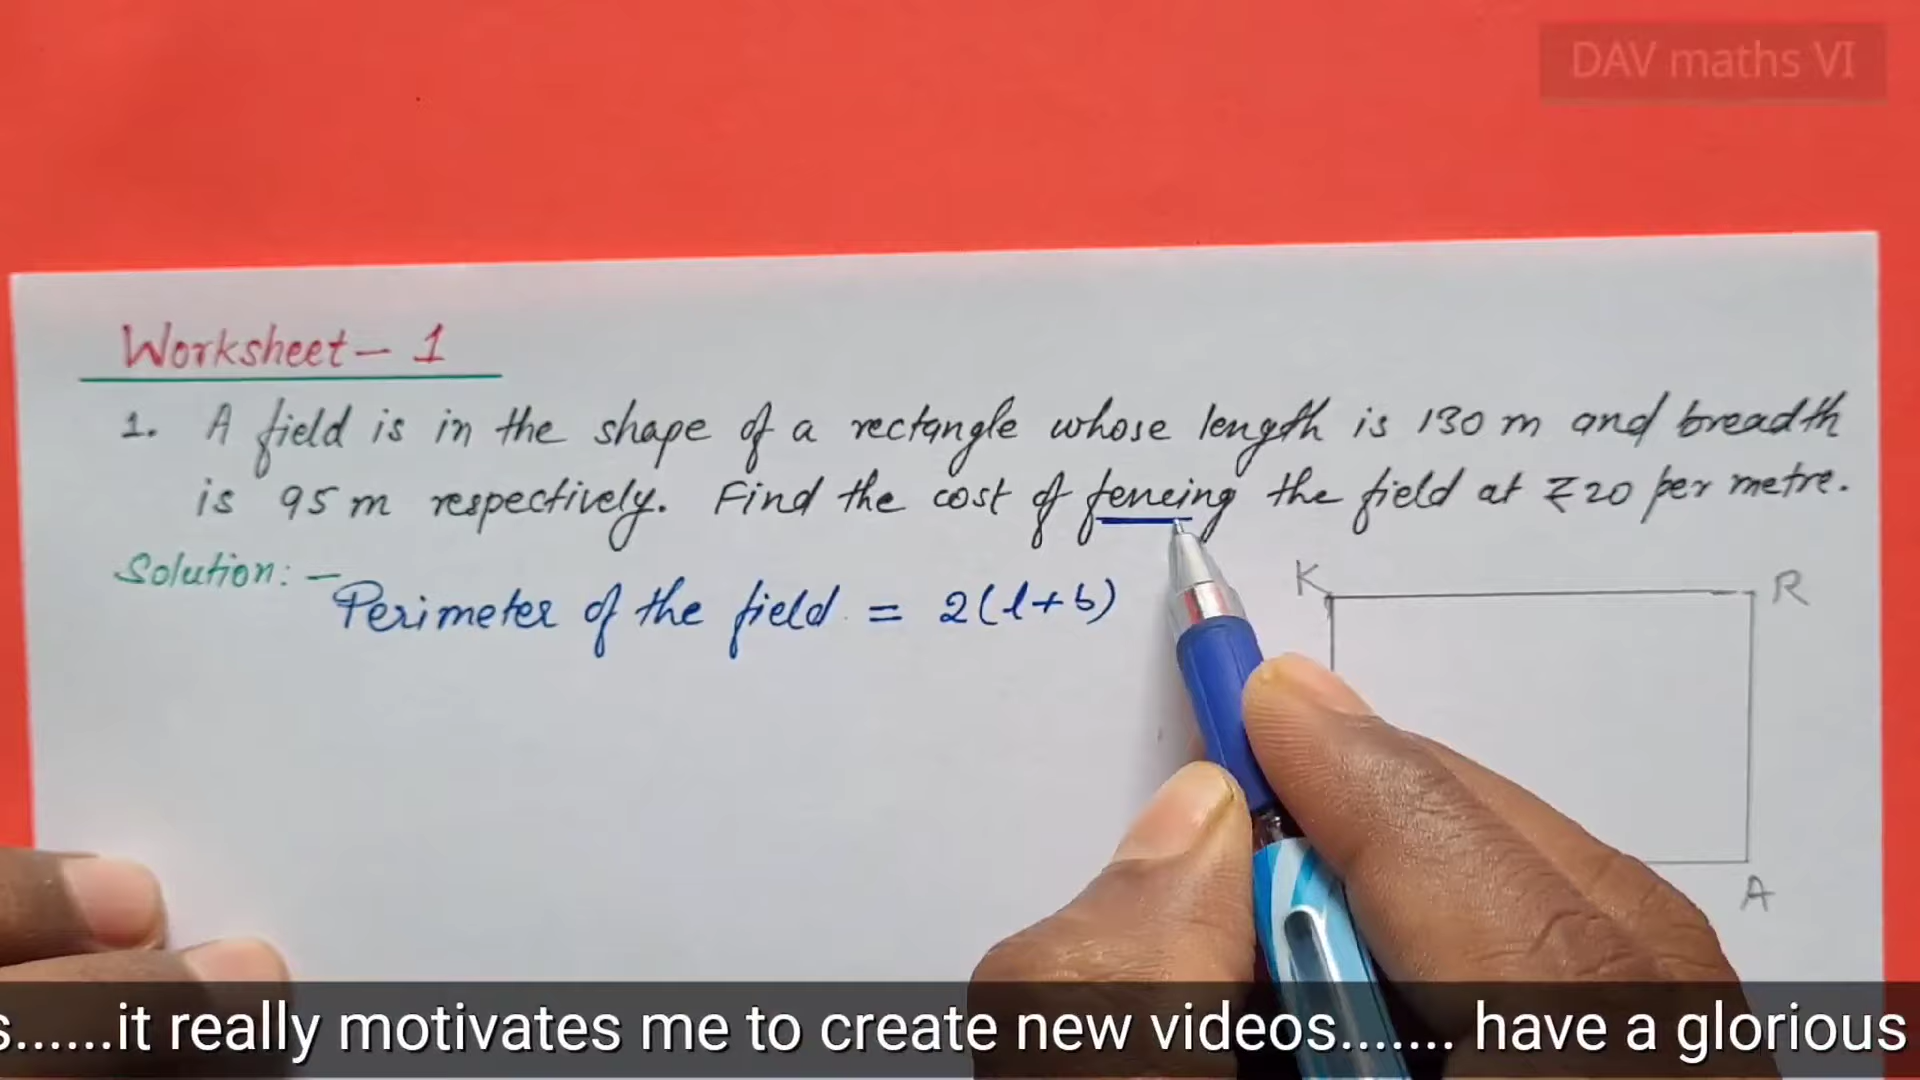 DAV maths VI
Worksheet - 1
1. A field is in the shape of a rectangle whose length is 130 m and breadth
is 95 m respectively. Find the cost of fencing the field at ₹20 per metre.
Solution: -
Perimeter of the field = 2(l+b)
K
R
A
s......it really motivates me to create new videos....... have a glorious